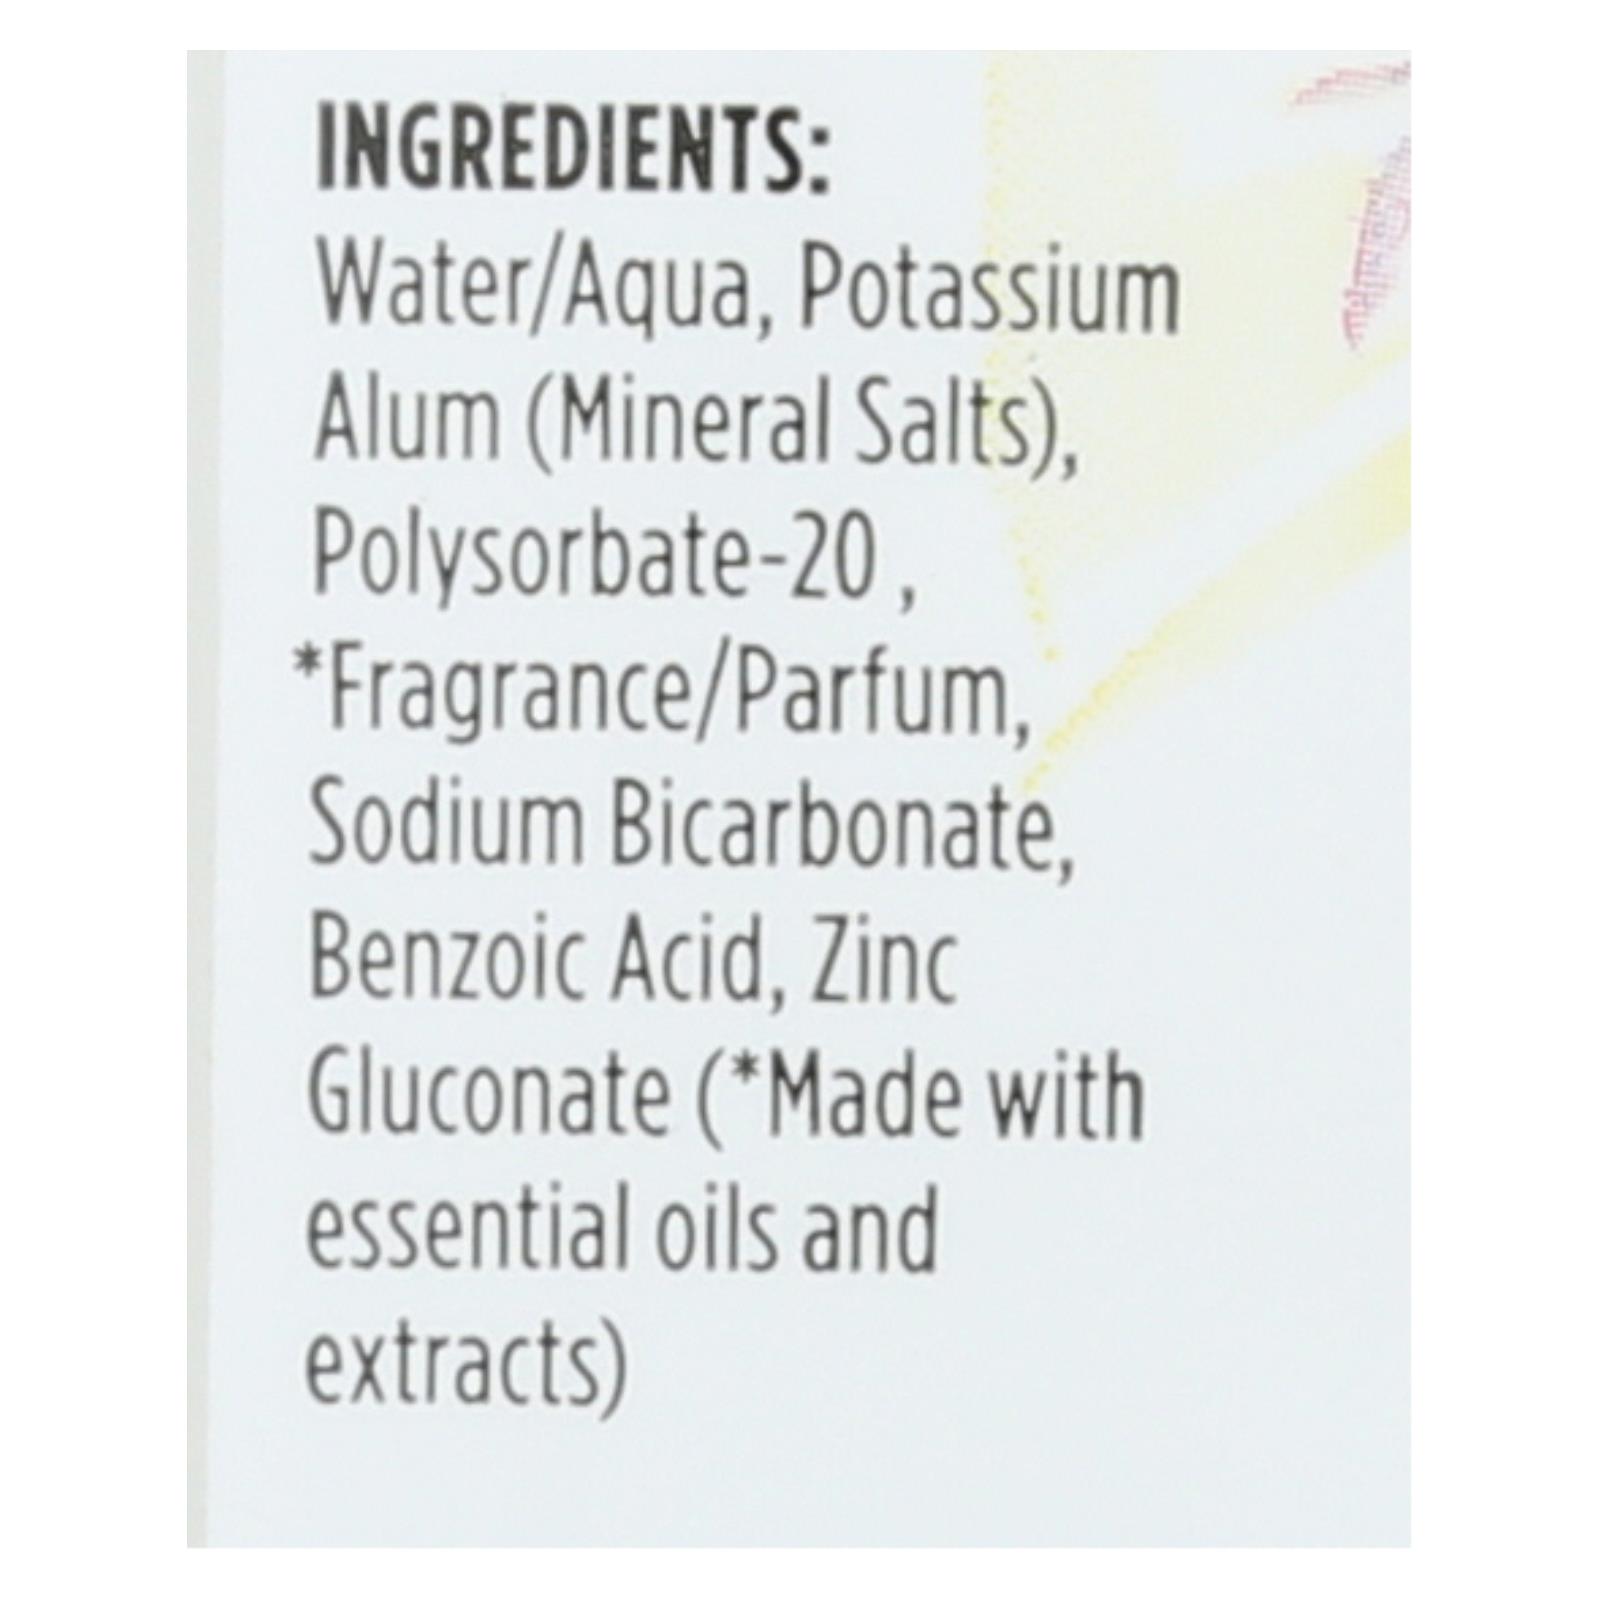 INGREDIENTS:
Water/Aqua, Potassium
Alum (Mineral Salts),
Polysorbate-20 ,
*Fragrance/Parfum,
Sodium Bicarbonate,
Benzoic Acid, Zinc
Gluconate (*Made with
essential oils and
extracts)